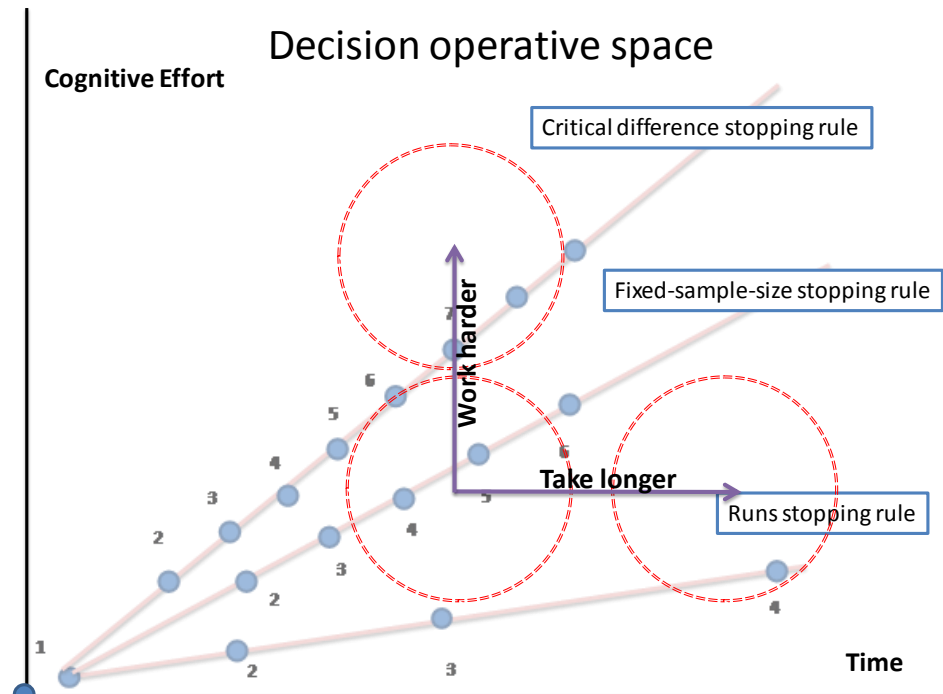 Decision operative space
Cognitive Effort
Critical difference stopping rule
Fixed-sample-size stopping rule
7
Work harder
6
5
4
3
2
6
Take longer
5
4
3
2
Runs stopping rule
1
2
3
4
Time